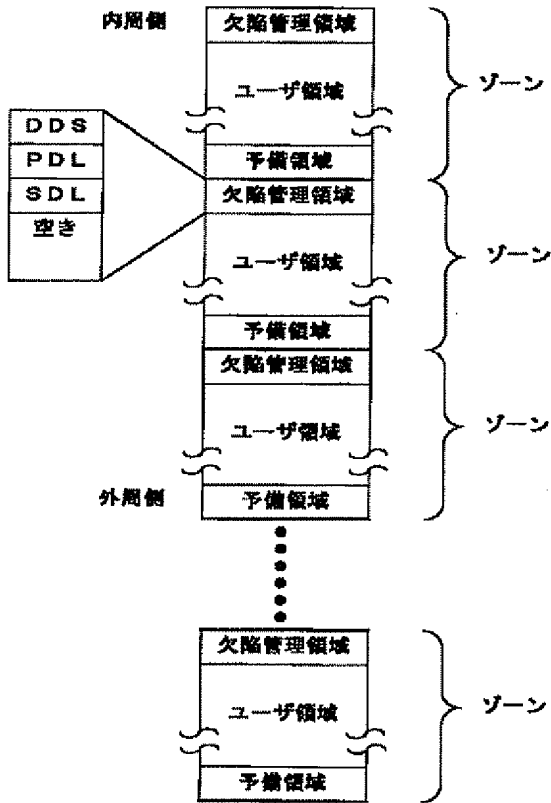 内周側
欠陥管理領域
ユーザ領域
ゾーン
予備領域
DDS
PDL
SDL
空き
欠陥管理領域
ユーザ領域
ゾーン
予備領域
欠陥管理領域
ユーザ領域
ゾーン
外周側
予備領域
欠陥管理領域
ユーザ領域
ゾーン
予備領域